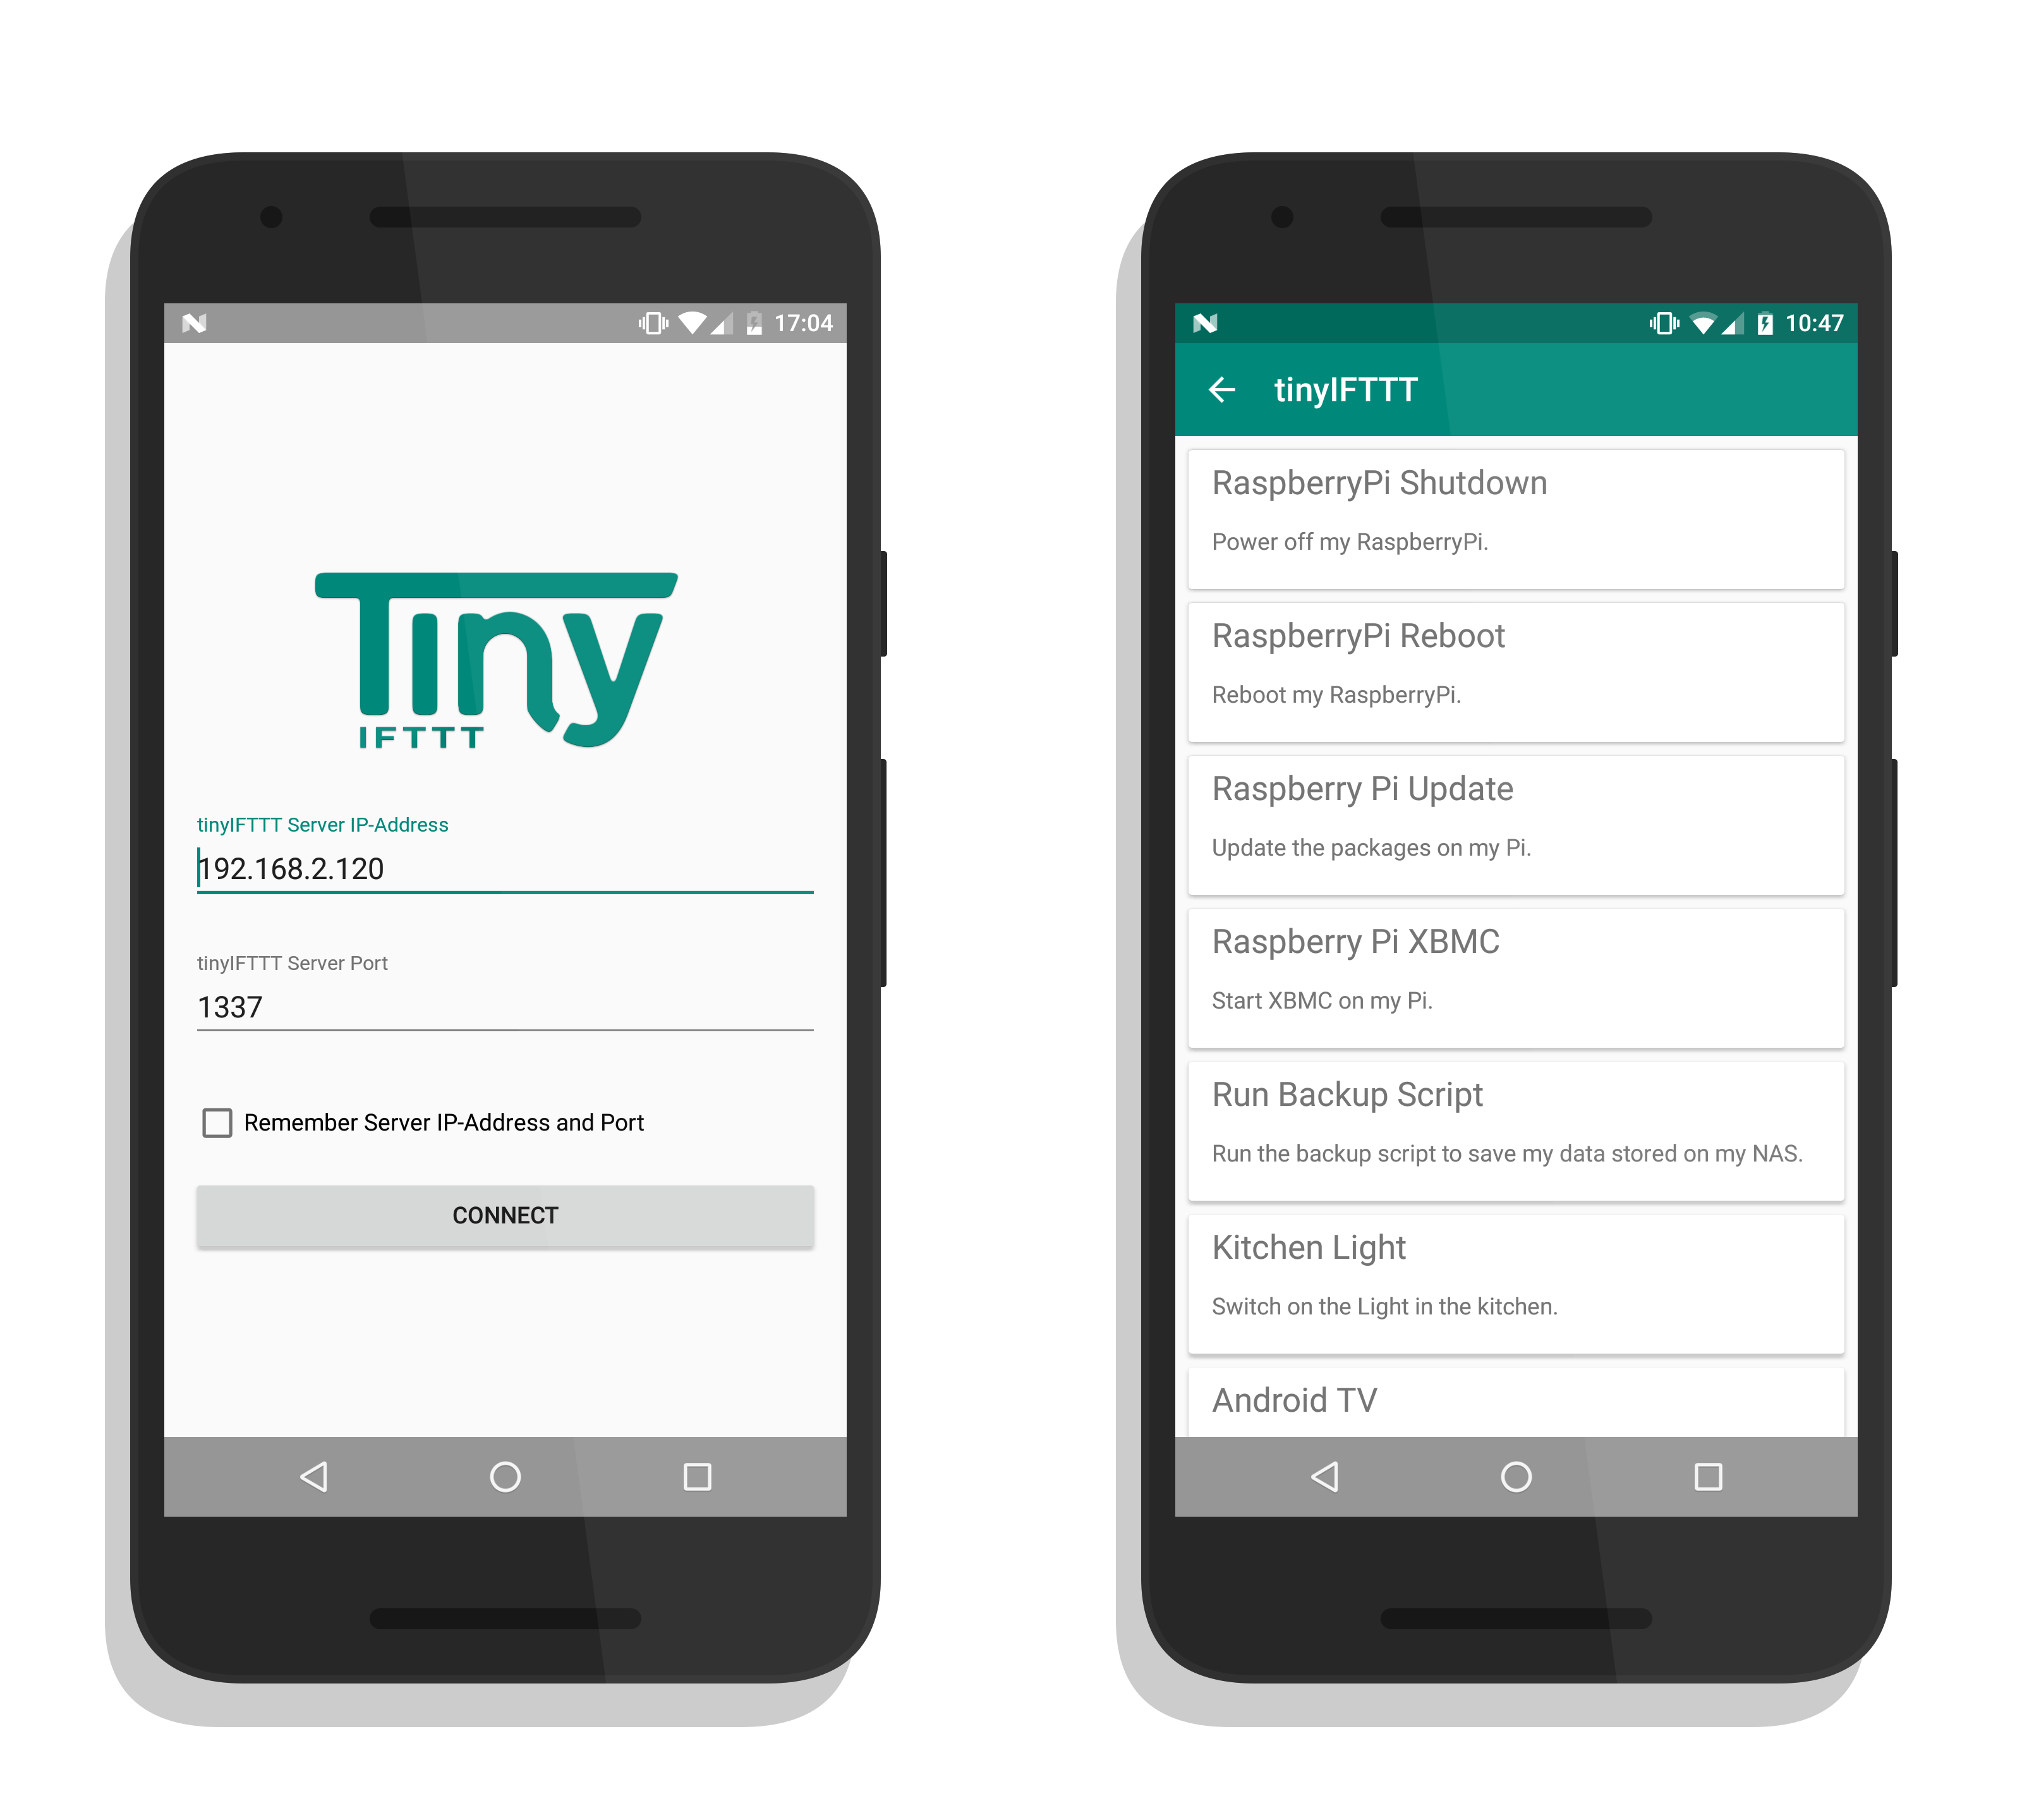 17:04
Tiny
IFTTT
tinyIFTTT Server IP-Address
192.168.2.120
tinyIFTTT Server Port
1337
Remember Server IP-Address and Port
CONNECT
10:47
tinyIFTTT
RaspberryPi Shutdown
Power off my RaspberryPi.
RaspberryPi Reboot
Reboot my RaspberryPi.
Raspberry Pi Update
Update the packages on my Pi.
Raspberry Pi XBMC
Start XBMC on my Pi.
Run Backup Script
Run the backup script to save my data stored on my NAS.
Kitchen Light
Switch on the Light in the kitchen.
Android TV